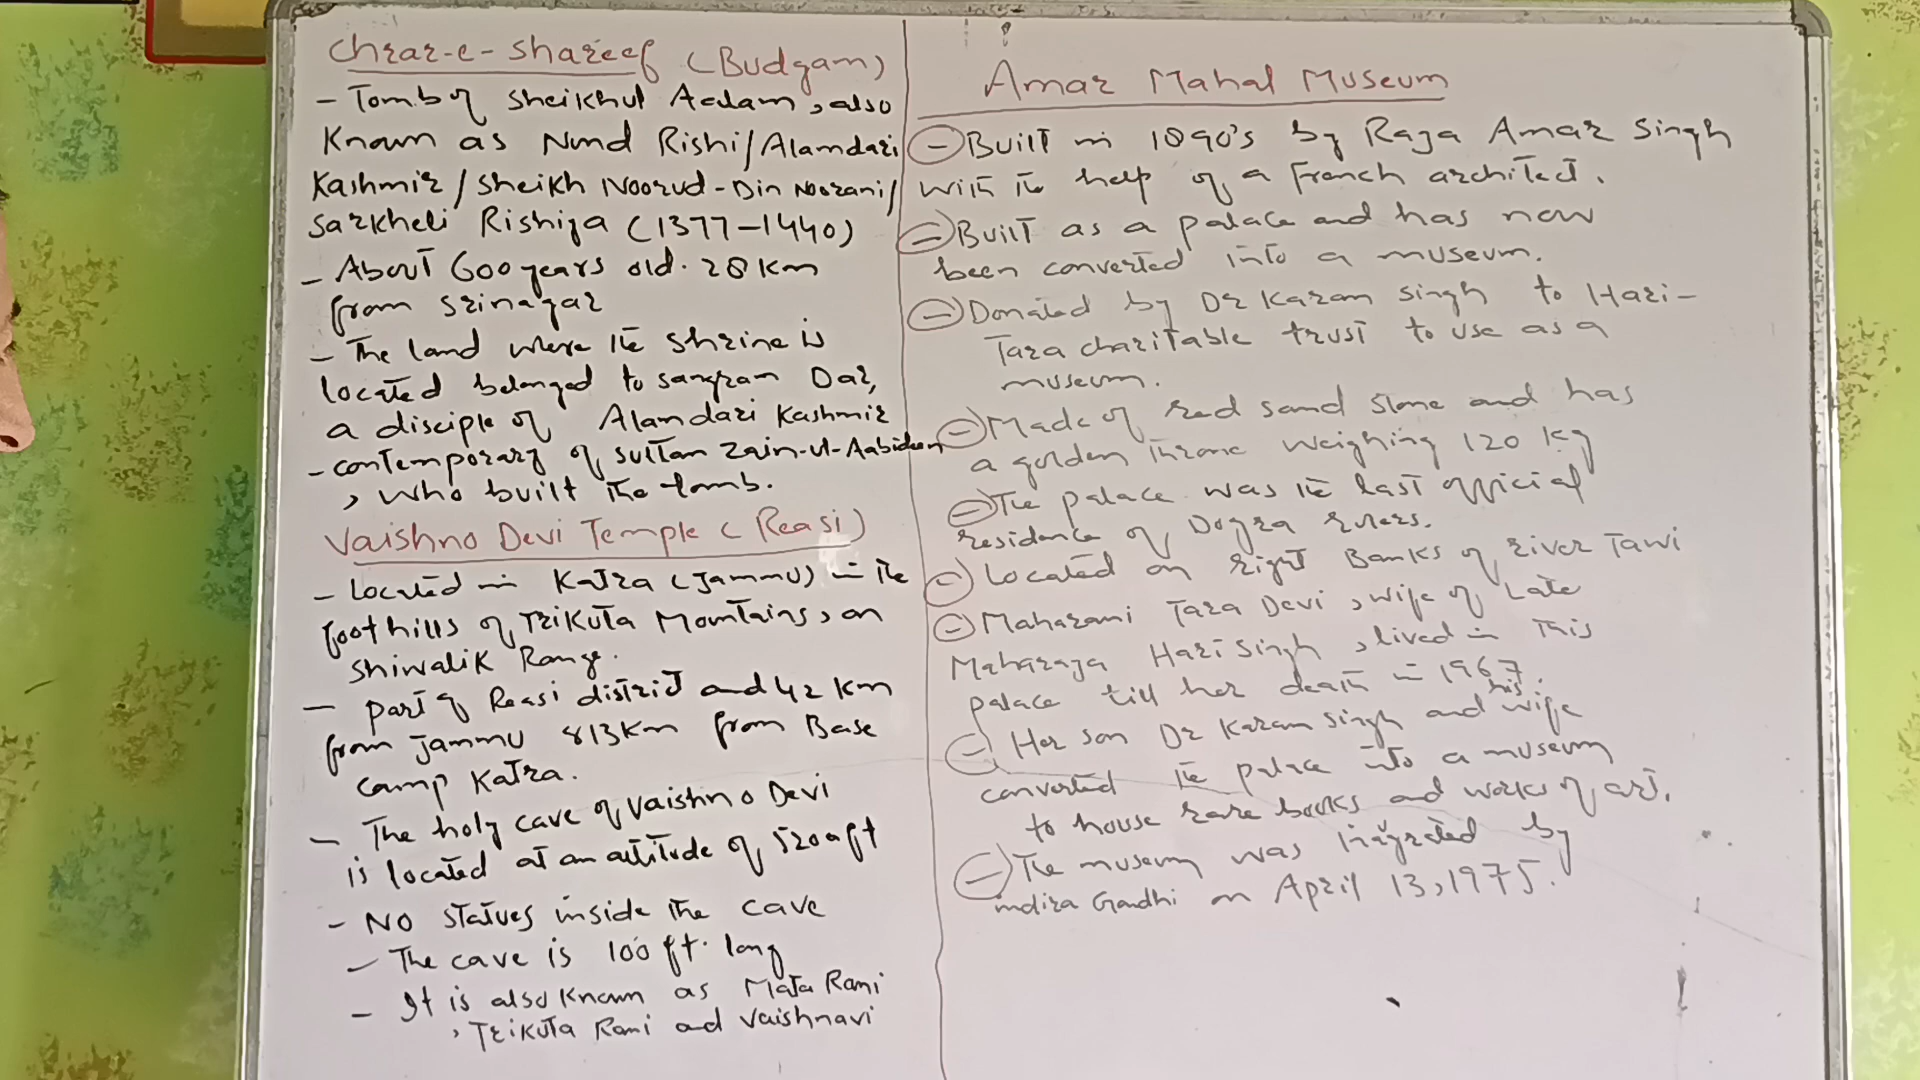 Chrar-e-Shareef (Budgam)
- Tomb of Sheikhul Aalam, also
Known as Nund Rishi/Alamdari
Kashmir/Sheikh Noorud-Din Noorani/
Sarkheli Rishiya (1377-1440)
- About 600 years old. 28 Km
from Srinagar
- The land where the shrine is
located belonged to Sangram Dar,
a disciple of Alamdari Kashmir
- contemporary of Sultan Zain-ul-Aabideen
, who built the tomb.
Vaishno Devi Temple (Reasi)
- Located in Katra (Jammu) in the
foothills of Trikuta Mountains, on
Shiwalik Range.
- part of Reasi district and 42 Km
from Jammu & 13Km from Base
camp Katra.
- The holy cave of Vaishno Devi
is located at an altitude of 5200ft
- NO statues inside the cave
- The cave is 100 ft. long
- It is also known as Mata Rani
, Trikuta Rani and Vaishnavi
Amar Mahal Museum
- Built in 1890's by Raja Amar Singh
with the help of a French architect.
- Built as a palace and has now
been converted into a museum.
- Donated by Dr Karan Singh to Hari-
Tara charitable trust to use as a
museum.
- Made of red sand stone and has
a golden throne weighing 120 kg
- The palace was the last official
residence of Dogra rulers.
- Located on right Banks of river Tawi
- Maharani Tara Devi, wife of Late
Maharaja Hari Singh, lived in this
palace till her death in 1967.
- Her son Dr Karan Singh and his wife
converted the palace into a museum
to house rare books and works of art.
- The museum was by
indira Gandhi on April 13, 1975.